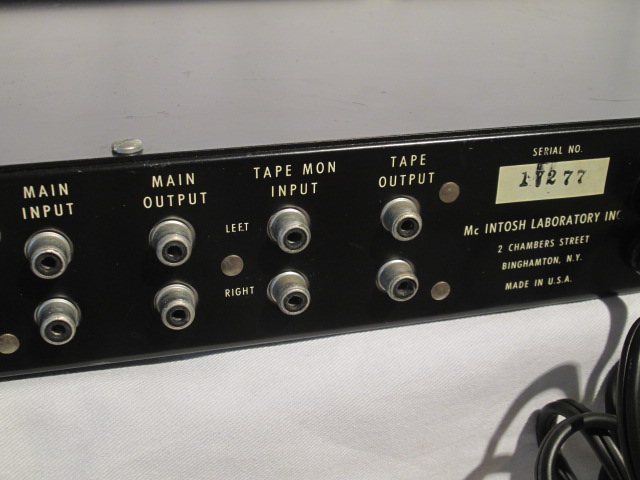 MAIN
INPUT
MAIN
OUTPUT
TAPE MON
INPUT
TAPE
OUTPUT
LEFT
RIGHT
SERIAL NO.
Mc INTOSH LABORATORY INC.
2 CHAMBERS STREET
BINGHAMTON, N.Y.
MADE IN U.S.A.